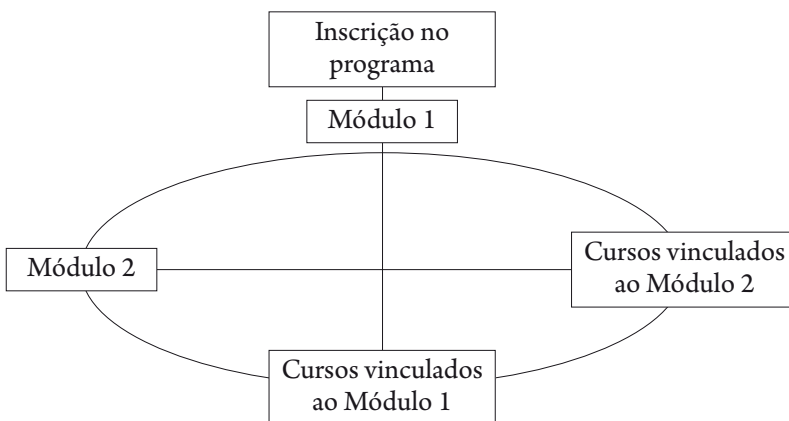 Inscrição no
programa
Módulo 1
Módulo 2
Cursos vinculados
ao Módulo 2
Cursos vinculados
ao Módulo 1